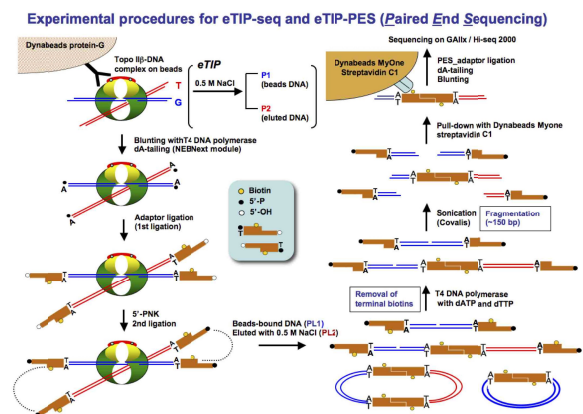 Experimental procedures for eTIP-seq and eTIP-PES (Paired End Sequencing)
Dynabeads protein-G
Topo IIβ-DNA
complex on beads
T
G
eTIP
0.5 M NaCl
P1
(beads DNA)
P2
(eluted DNA)
Blunting withT4 DNA polymerase
dA-tailing (NEBNext module)
A
A
A
A
Adaptor ligation
(1st ligation)
Biotin
5'-P
5'-OH
T
T
A
T
T
A
A
T
A
T
5'-PNK
2nd ligation
T
A
T
A
A
T
A
T
Beads-bound DNA (PL1)
Eluted with 0.5 M NaCl (PL2)
Sequencing on GAIIx / Hi-seq 2000
Dynabeads MyOne
Streptavidin C1
PES_adaptor ligation
dA-tailing
Blunting
A
T
T
A
Pull-down with Dynabeads Myone
streptavidin C1
T
A
A
T
A
T
T
A
T
A
A
T
Sonication
(Covalis)
Fragmentation
(~150 bp)
T
A
A
T
T
A
A
T
T
A
A
T
Removal of
terminal biotins
T4 DNA polymerase
with dATP and dTTP
T
A
A
T
T
A
A
T
T
A
A
T
A
T
T
A
A
T
T
A